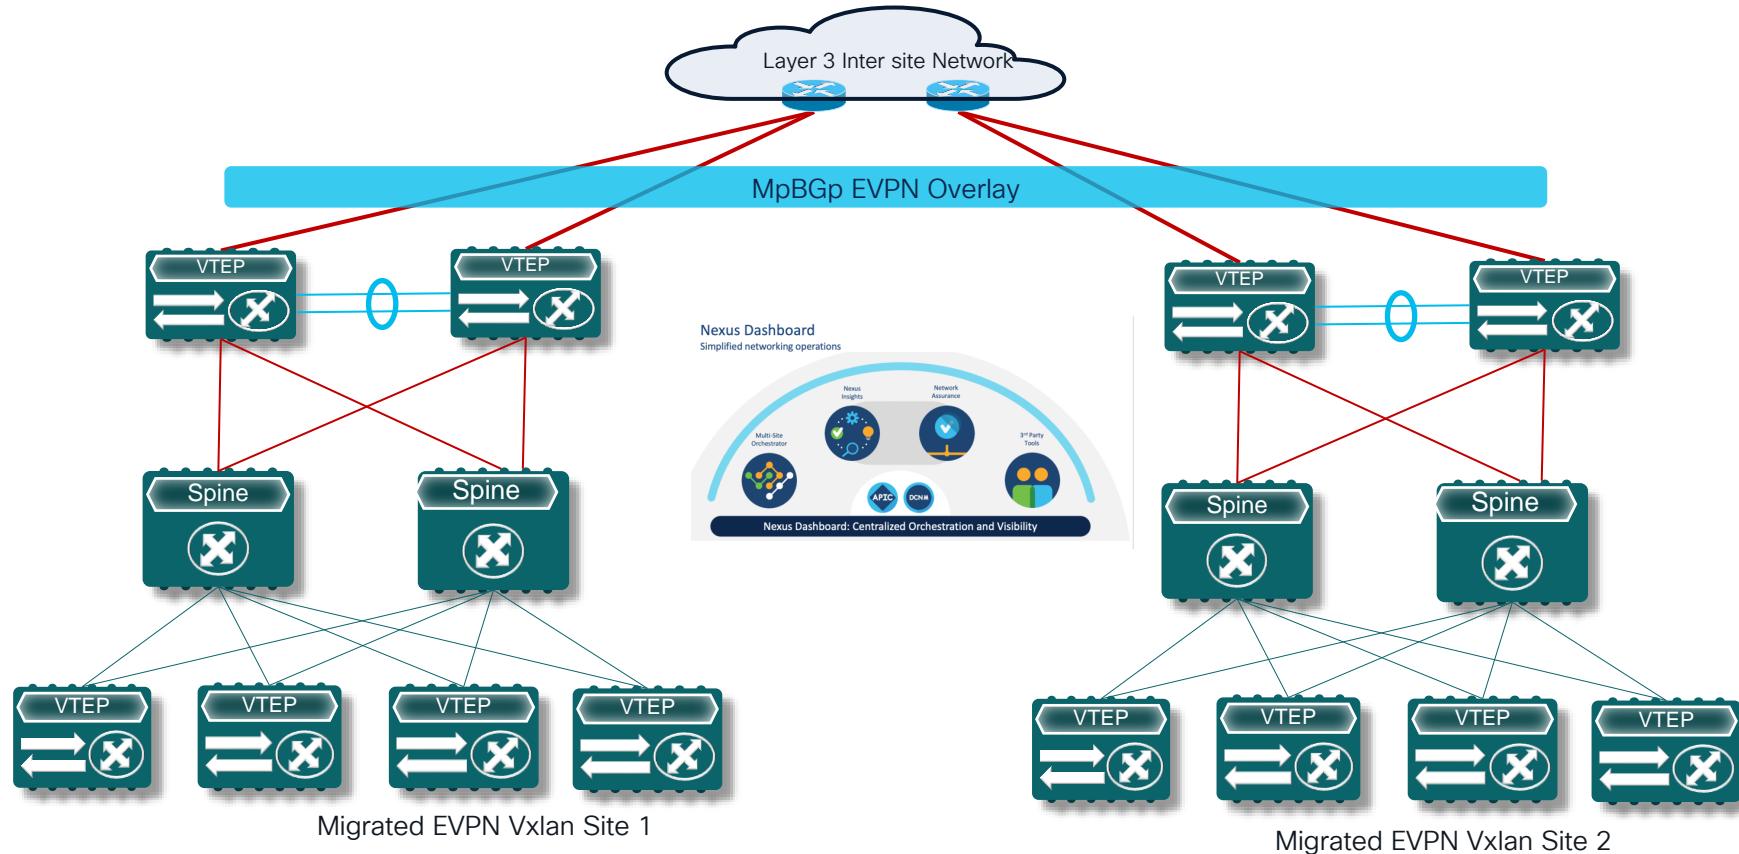 Layer 3 Inter site Network
MpBGp EVPN Overlay
VTEP
VTEP
VTEP
VTEP
Nexus Dashboard
Simplified networking operations
Nexus
Insights
Network
Assurance
Multi-Site
Orchestrator
3rd Party
Tools
APIC
DCNM
Nexus Dashboard: Centralized Orchestration and Visibility
Spine
Spine
Spine
Spine
VTEP
VTEP
VTEP
VTEP
VTEP
VTEP
VTEP
VTEP
Migrated EVPN Vxlan Site 1
Migrated EVPN Vxlan Site 2